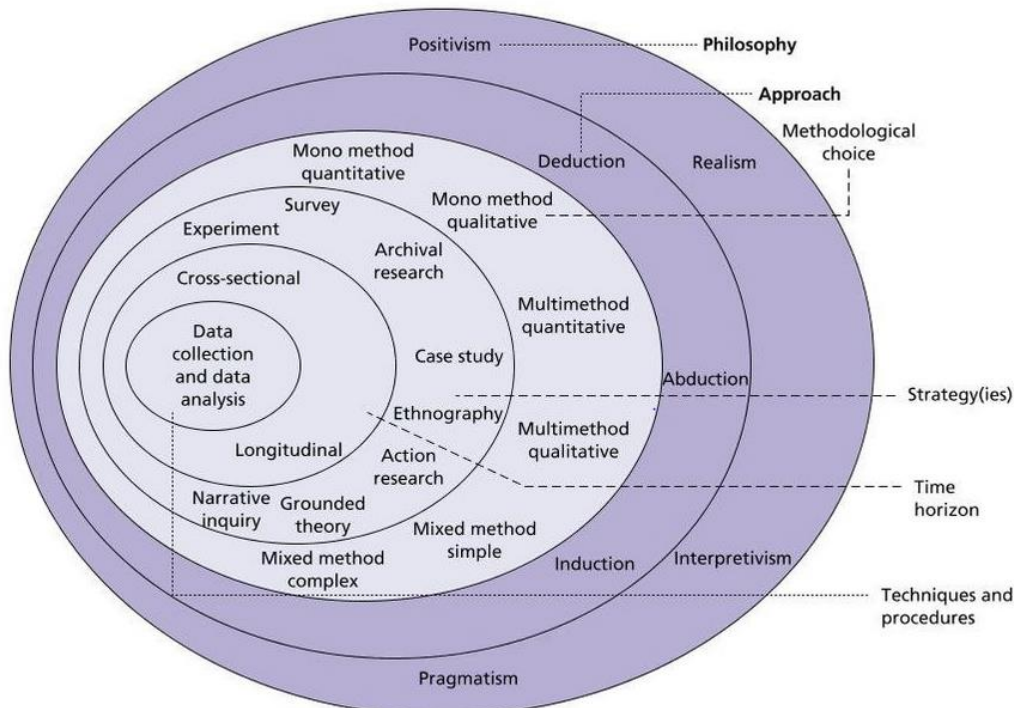 Positivism
Philosophy
Approach
Methodological
choice
Mono method
quantitative
Deduction
Realism
Mono method
qualitative
Survey
Experiment
Archival
research
Cross-sectional
Multimethod
quantitative
Data
collection
and data
analysis
Case study
Abduction
Strategy(ies)
Ethnography
Multimethod
qualitative
Longitudinal
Action
research
Time
horizon
Narrative
inquiry
Grounded
theory
Mixed method
simple
Mixed method
complex
Induction
Interpretivism
Techniques and
procedures
Pragmatism